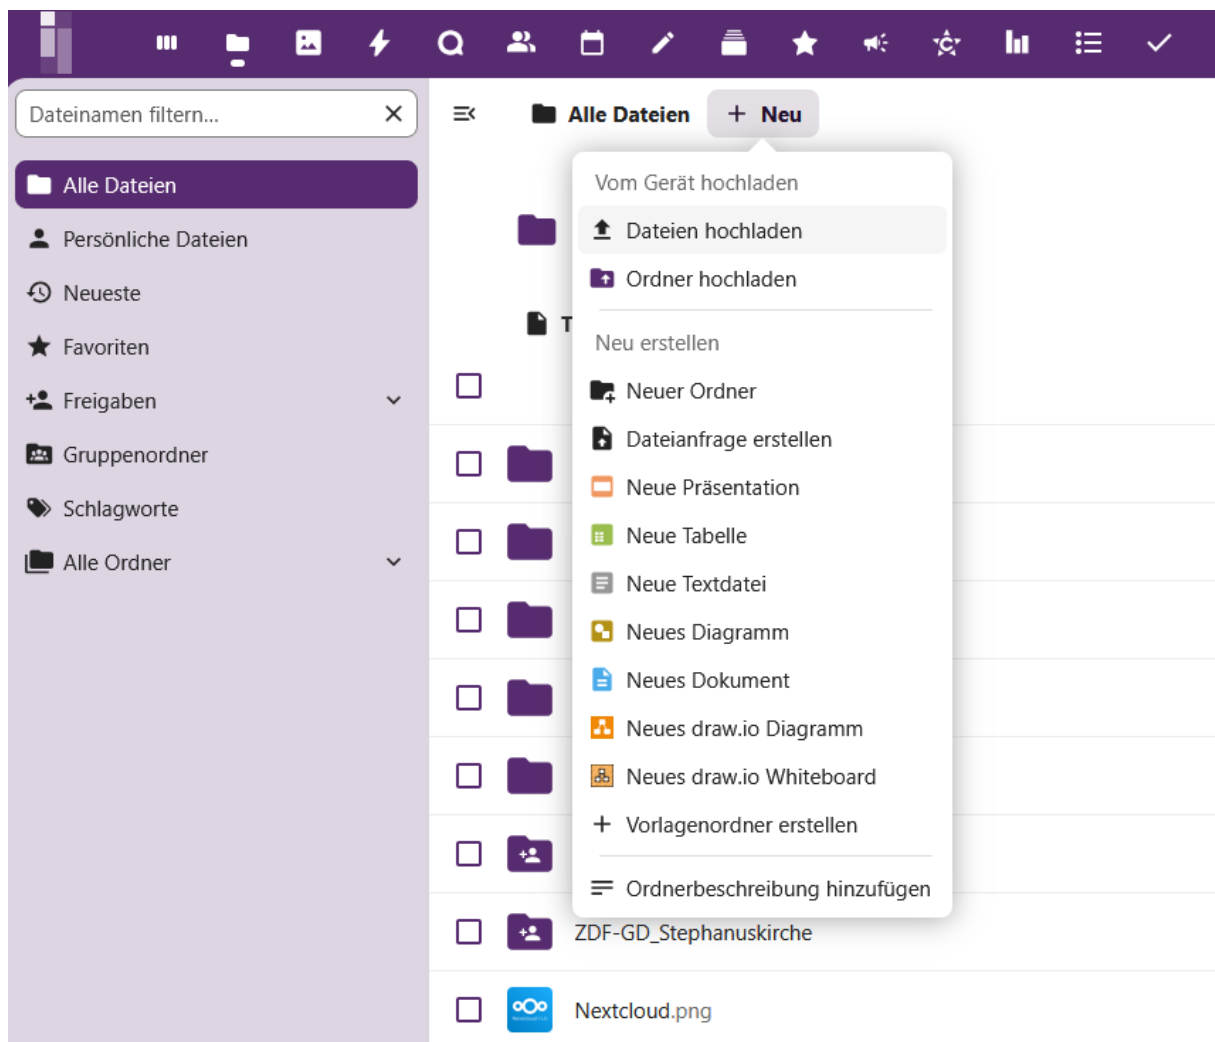 Dateinamen filtern...
Alle Dateien
Persönliche Dateien
Neueste
Favoriten
Freigaben
Gruppenordner
Schlagworte
Alle Ordner
Alle Dateien
+ Neu
Vom Gerät hochladen
Dateien hochladen
Ordner hochladen
Neu erstellen
Neuer Ordner
Dateianfrage erstellen
Neue Präsentation
Neue Tabelle
Neue Textdatei
Neues Diagramm
Neues Dokument
Neues draw.io Diagramm
Neues draw.io Whiteboard
Vorlagenordner erstellen
Ordnerbeschreibung hinzufügen
ZDF-GD_Stephanuskirche
Nextcloud.png